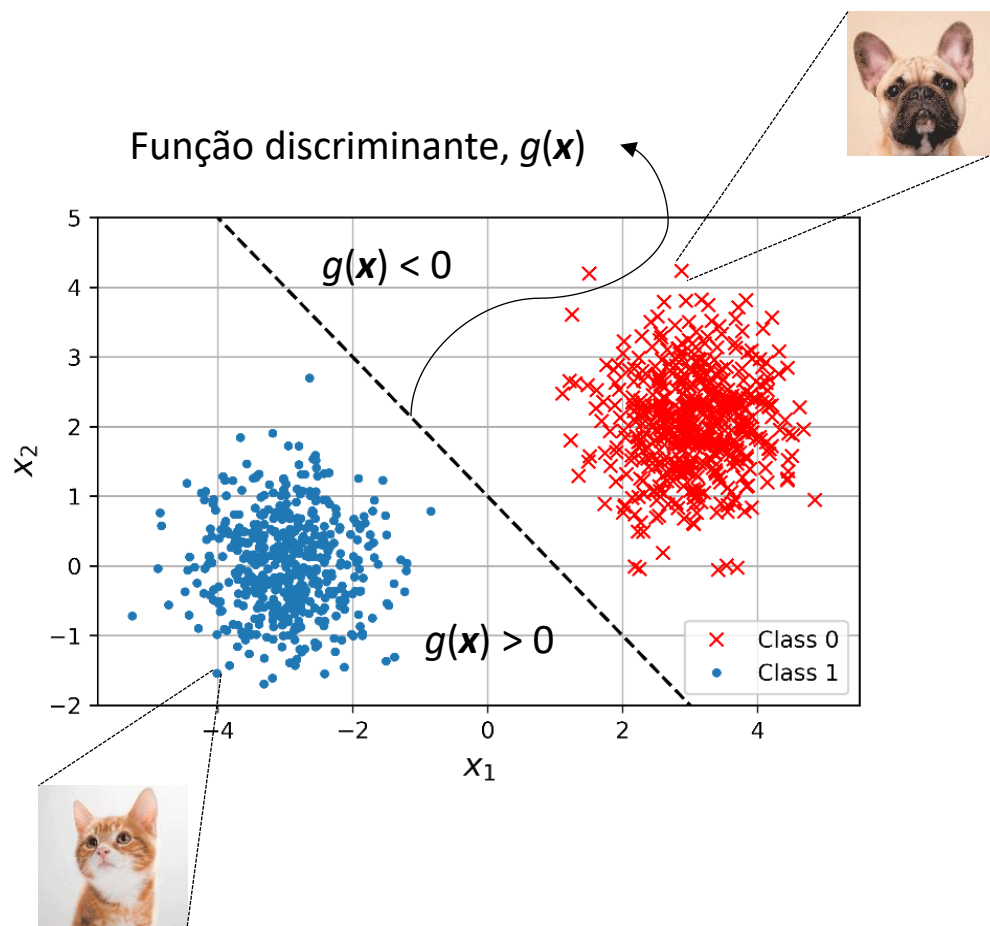 Função discriminante, g(x)
5
4
3
2
1
0
−1
−2
x₂
g(x) < 0
g(x) > 0
Class 0
Class 1
−4 −2 0 2 4
x₁